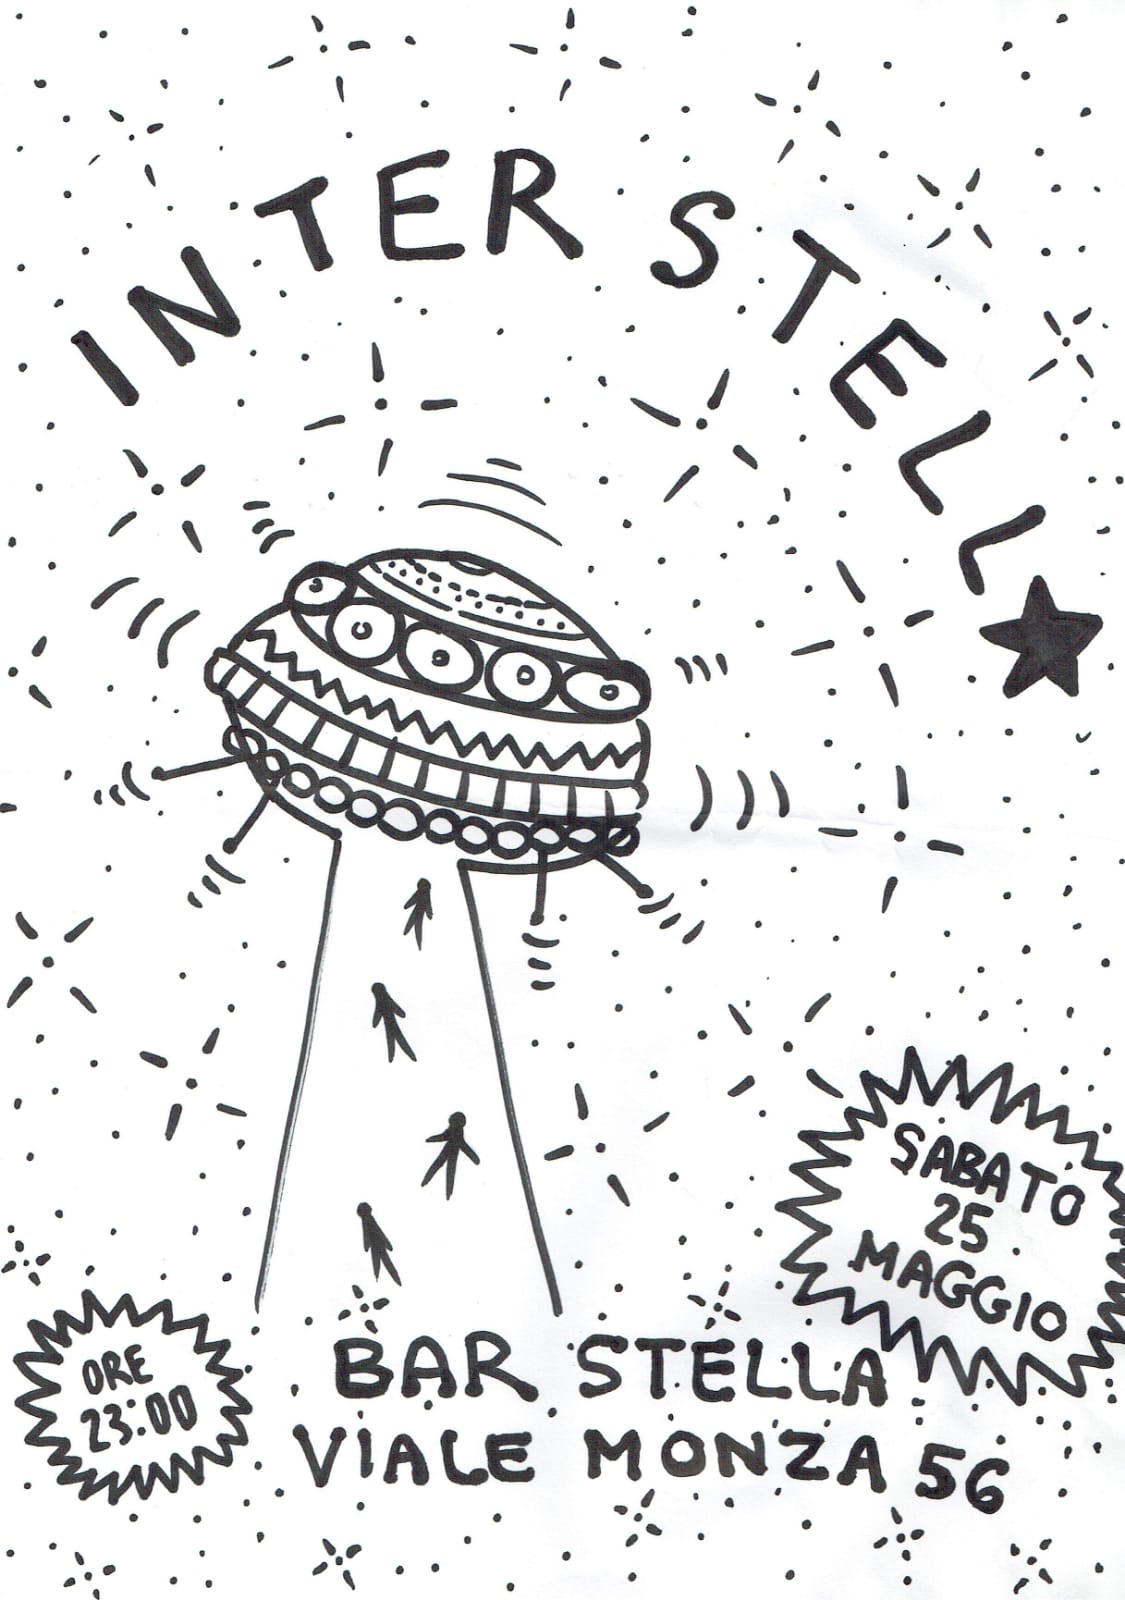 INTER STELL★
SABATO
25
MAGGIO
ORE
23:00
BAR STELLA
VIALE MONZA 56